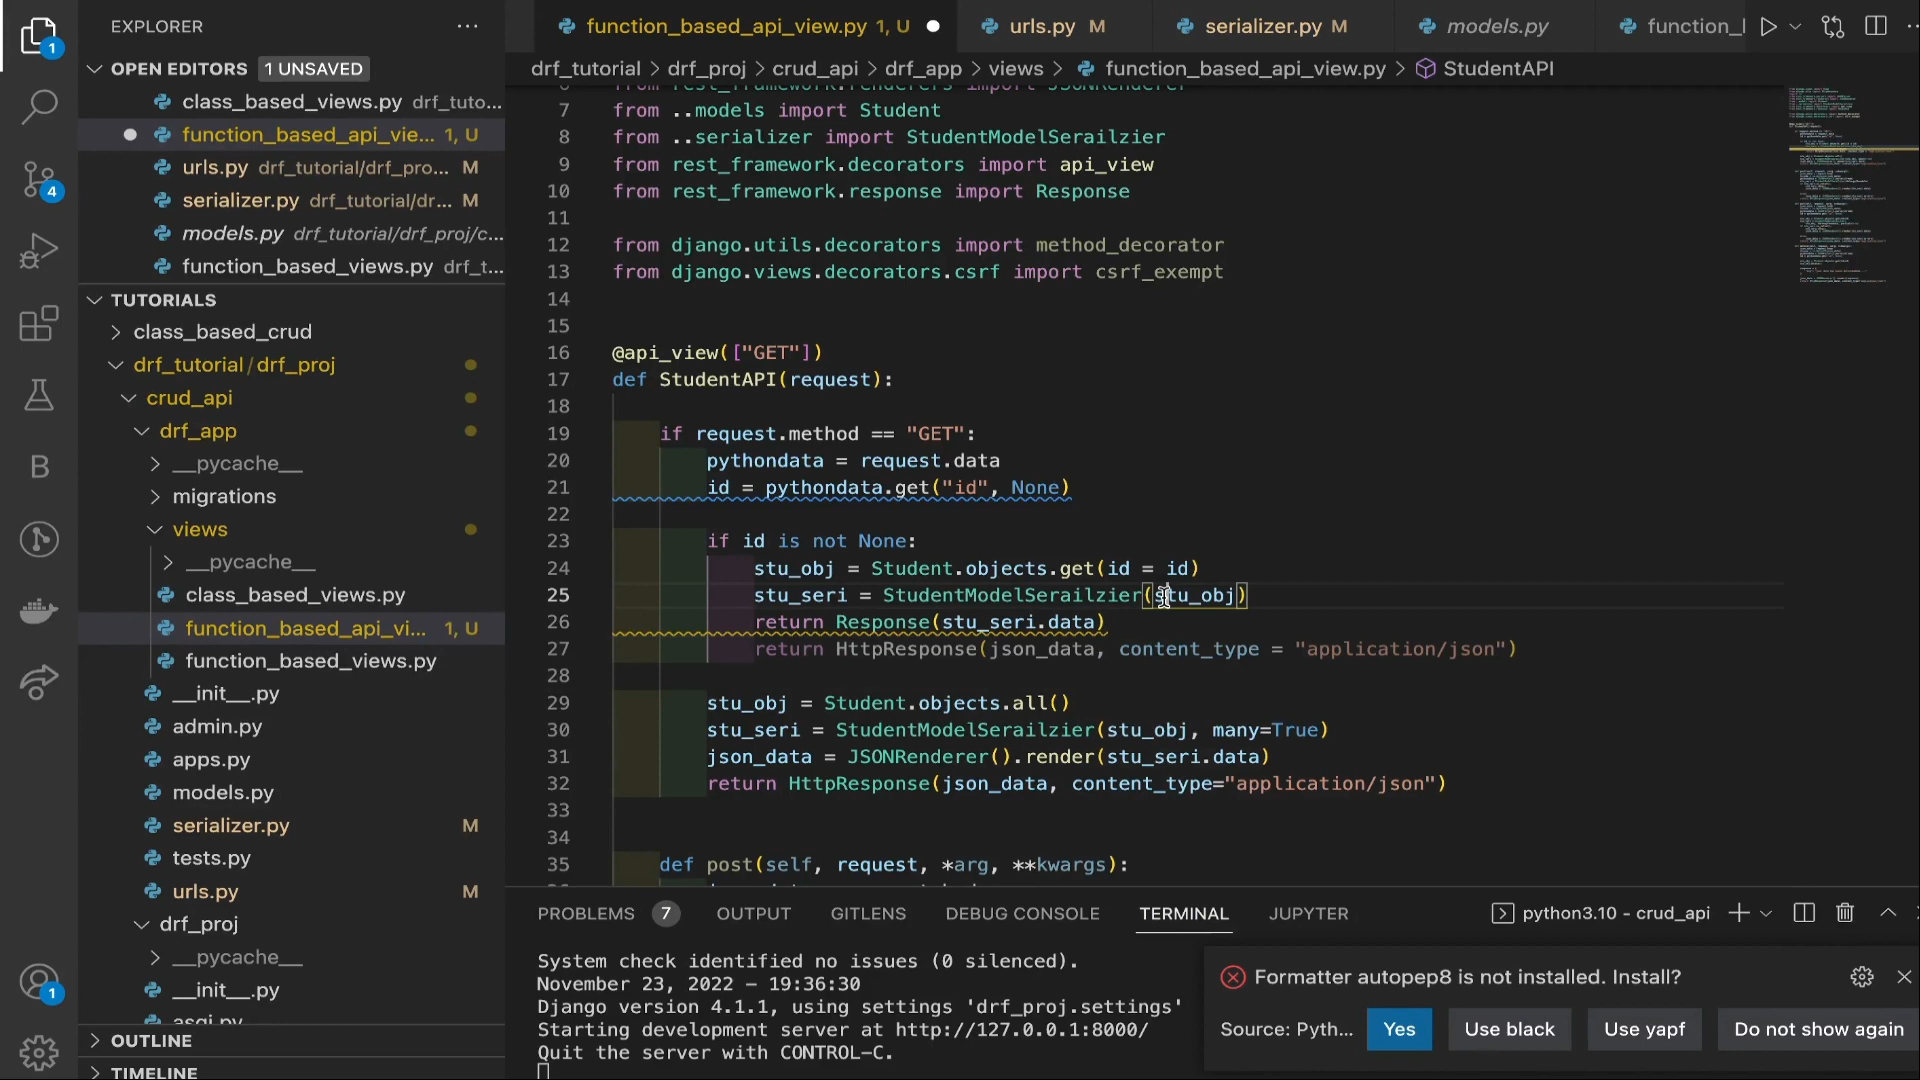 EXPLORER
OPEN EDITORS 1 UNSAVED
class_based_views.py drf_tuto...
function_based_api_vie... 1, U
urls.py drf_tutorial/drf_pro... M
serializer.py drf_tutorial/dr... M
models.py drf_tutorial/drf_proj/c...
function_based_views.py drf_t...
TUTORIALS
class_based_crud
drf_tutorial/drf_proj
crud_api
drf_app
__pycache__
migrations
views
__pycache__
class_based_views.py
function_based_api_vi... 1, U
function_based_views.py
__init__.py
admin.py
apps.py
models.py
serializer.py M
tests.py
urls.py M
drf_proj
__pycache__
__init__.py
asgi.py
OUTLINE
TIMELINE
1
4
B
1
function_based_api_view.py 1, U
urls.py M
serializer.py M
models.py
function_l
drf_tutorial > drf_proj > crud_api > drf_app > views > function_based_api_view.py > StudentAPI
6 from rest_framework.renderers import JSONRenderer
7 from ..models import Student
8 from ..serializer import StudentModelSerailzier
9 from rest_framework.decorators import api_view
10 from rest_framework.response import Response
11
12 from django.utils.decorators import method_decorator
13 from django.views.decorators.csrf import csrf_exempt
14
15
16 @api_view(["GET"])
17 def StudentAPI(request):
18
19 if request.method == "GET":
20 pythondata = request.data
21 id = pythondata.get("id", None)
22
23 if id is not None:
24 stu_obj = Student.objects.get(id = id)
25 stu_seri = StudentModelSerailzier(stu_obj)
26 return Response(stu_seri.data)
27 return HttpResponse(json_data, content_type = "application/json")
28
29 stu_obj = Student.objects.all()
30 stu_seri = StudentModelSerailzier(stu_obj, many=True)
31 json_data = JSONRenderer().render(stu_seri.data)
32 return HttpResponse(json_data, content_type="application/json")
33
34
35 def post(self, request, *arg, **kwargs):
PROBLEMS 7 OUTPUT GITLENS DEBUG CONSOLE TERMINAL JUPYTER python3.10 - crud_api
System check identified no issues (0 silenced).
November 23, 2022 - 19:36:30
Django version 4.1.1, using settings 'drf_proj.settings'
Starting development server at http://127.0.0.1:8000/
Quit the server with CONTROL-C.
Formatter autopep8 is not installed. Install?
Source: Pyth... Yes Use black Use yapf Do not show again